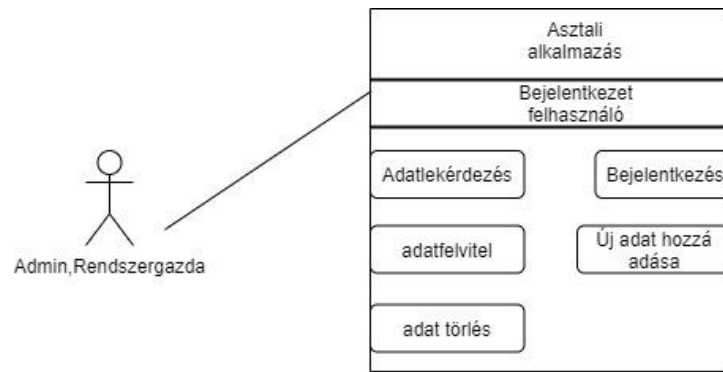 Asztali
alkalmazás
Bejelentkezet
felhasználó
Adatlekérdezés
Bejelentkezés
adatfelvitel
Új adat hozzá
adása
adat törlés
Admin,Rendszergazda